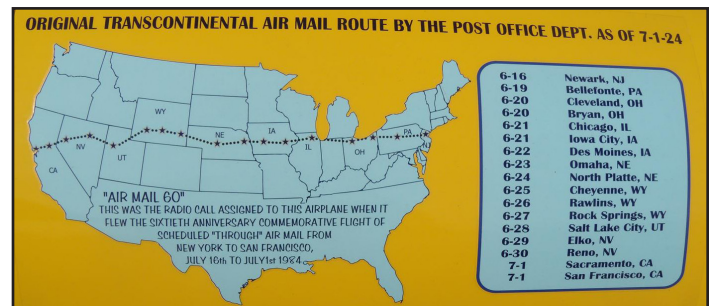 ORIGINAL TRANSCONTINENTAL AIR MAIL ROUTE BY THE POST OFFICE DEPT. AS OF 7-1-24
WY
NV
UT
CA
NE
IA
IL
OH
PA
NJ
"AIR MAIL 60"
THIS WAS THE RADIO CALL ASSIGNED TO THIS AIRPLANE WHEN IT
FLEW THE SIXTIETH ANNIVERSARY COMMEMORATIVE FLIGHT OF
SCHEDULED "THROUGH" AIR MAIL FROM
NEW YORK TO SAN FRANCISCO,
JULY 16th TO JULY1st 1984
6-16 Newark, NJ
6-19 Bellefonte, PA
6-20 Cleveland, OH
6-20 Bryan, OH
6-21 Chicago, IL
6-21 Iowa City, IA
6-22 Des Moines, IA
6-23 Omaha, NE
6-24 North Platte, NE
6-25 Cheyenne, WY
6-26 Rawlins, WY
6-27 Rock Springs, WY
6-28 Salt Lake City, UT
6-29 Elko, NV
6-30 Reno, NV
7-1 Sacramento, CA
7-1 San Francisco, CA